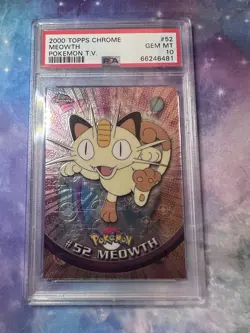 2000 TOPPS CHROME #52
MEOWTH GEM MT
POKEMON T.V. 10
PSA 66246481
Pokémon
#52 MEOWTH